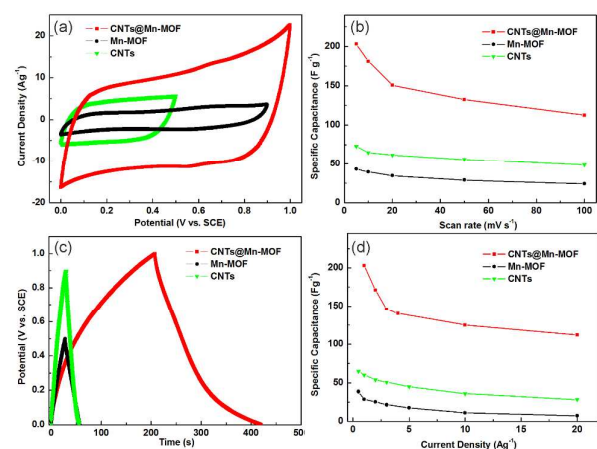 (a)
CNTs@Mn-MOF
Mn-MOF
CNTs
Current Density (Ag⁻¹)
20
10
0
-10
-20
0.0 0.2 0.4 0.6 0.8 1.0
Potential (V vs. SCE)
(b)
CNTs@Mn-MOF
Mn-MOF
CNTs
Specific Capacitance (F g⁻¹)
200
150
100
50
0
0 20 40 60 80 100
Scan rate (mV s⁻¹)
(c)
CNTs@Mn-MOF
Mn-MOF
CNTs
Potential (V vs. SCE)
1.0
0.8
0.6
0.4
0.2
0.0
0 100 200 300 400 500
Time (s)
(d)
CNTs@Mn-MOF
Mn-MOF
CNTs
Specific Capacitance (Fg⁻¹)
200
150
100
50
0
0 5 10 15 20
Current Density (Ag⁻¹)